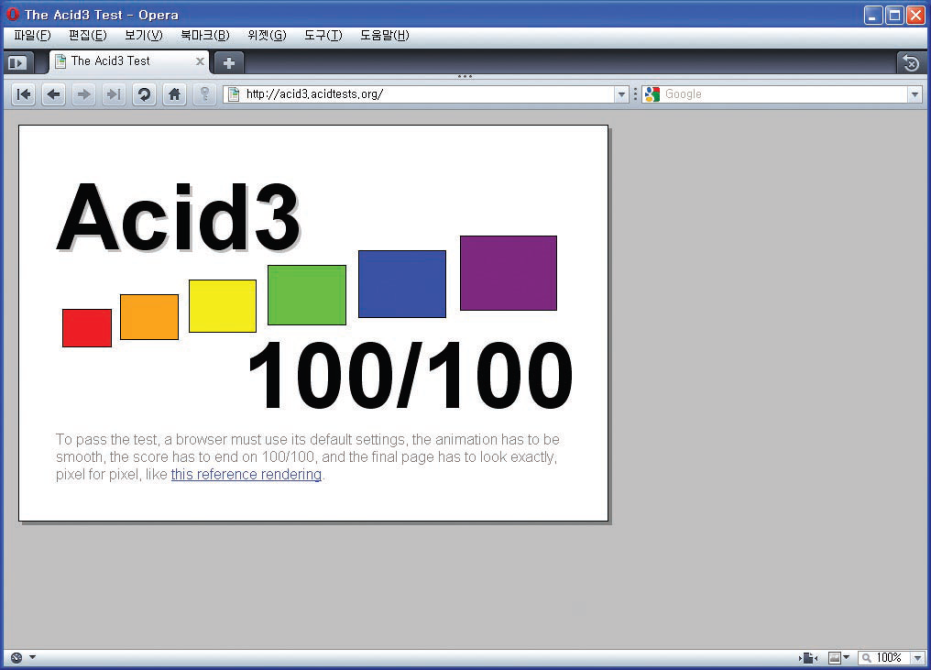 The Acid3 Test - Opera
파일(F) 편집(E) 보기(V) 북마크(B) 위젯(G) 도구(T) 도움말(H)
The Acid3 Test
http://acid3.acidtests.org/ Google
Acid3
100/100
To pass the test, a browser must use its default settings, the animation has to be
smooth, the score has to end on 100/100, and the final page has to look exactly,
pixel for pixel, like this reference rendering.
100%